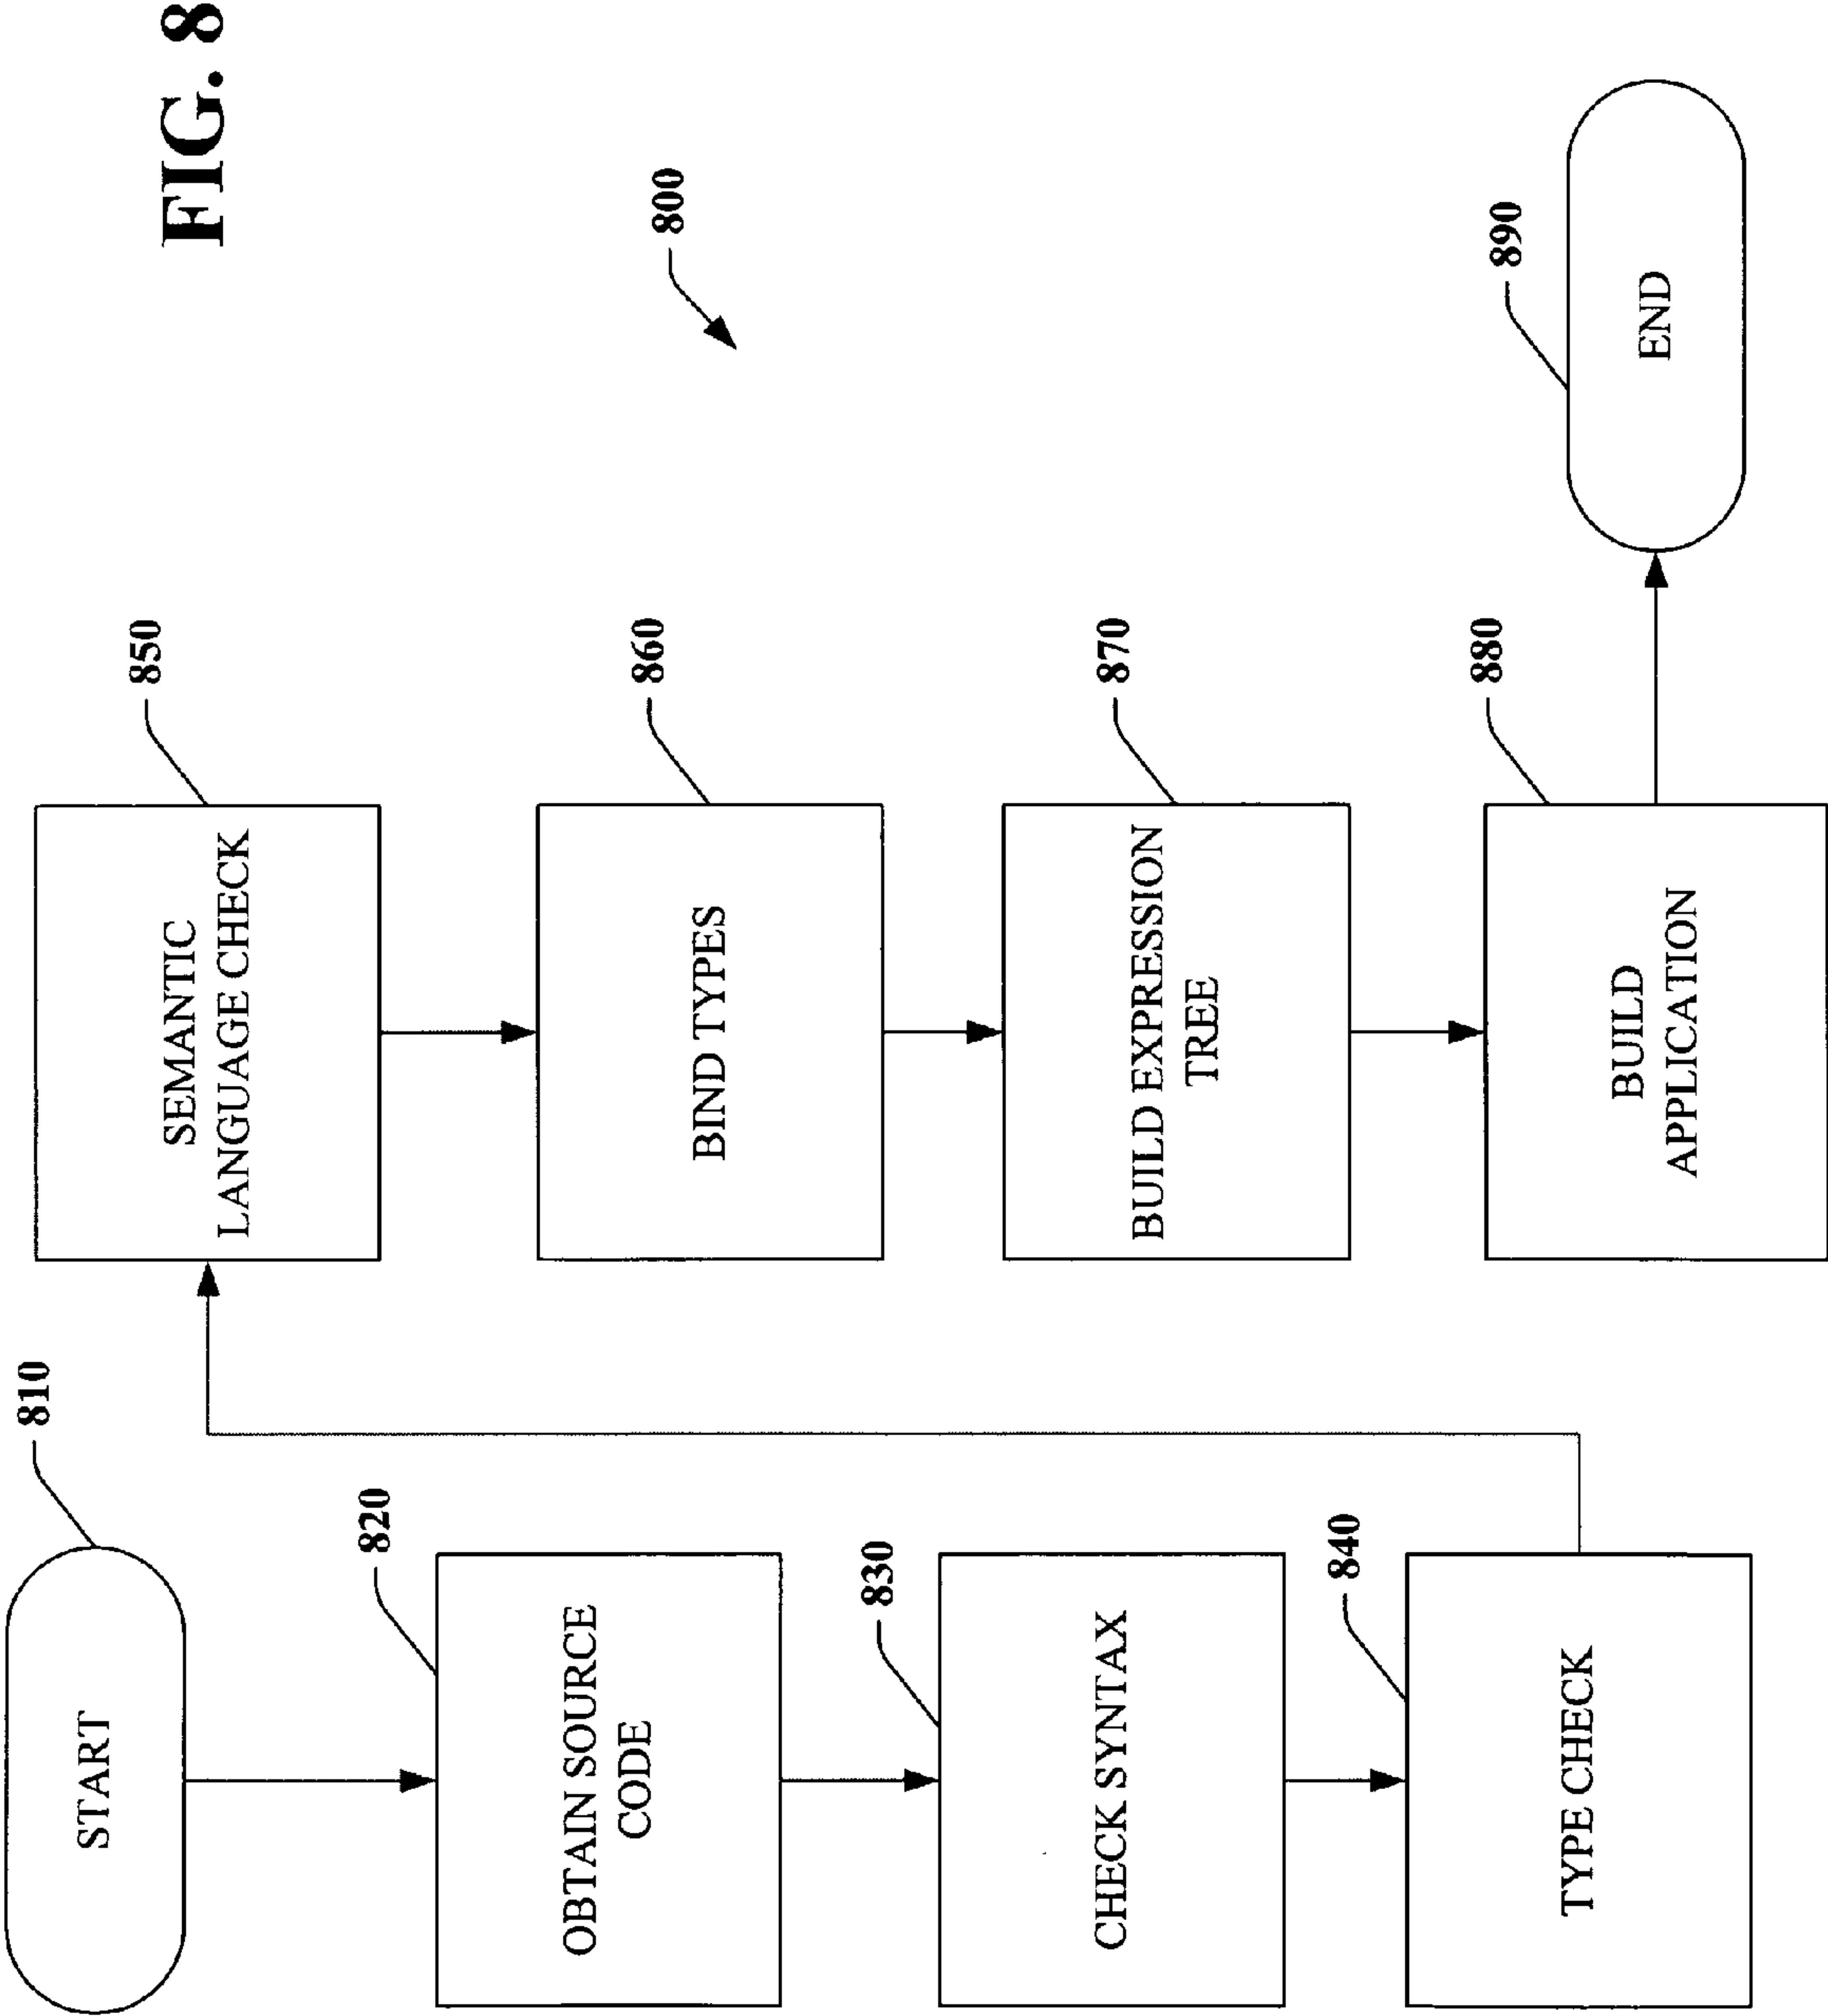 810
START
820
OBTAIN SOURCE
CODE
830
CHECK SYNTAX
840
TYPE CHECK
850
SEMANTIC
LANGUAGE CHECK
860
BIND TYPES
870
BUILD EXPRESSION
TREE
880
BUILD
APPLICATION
890
END
800
FIG. 8